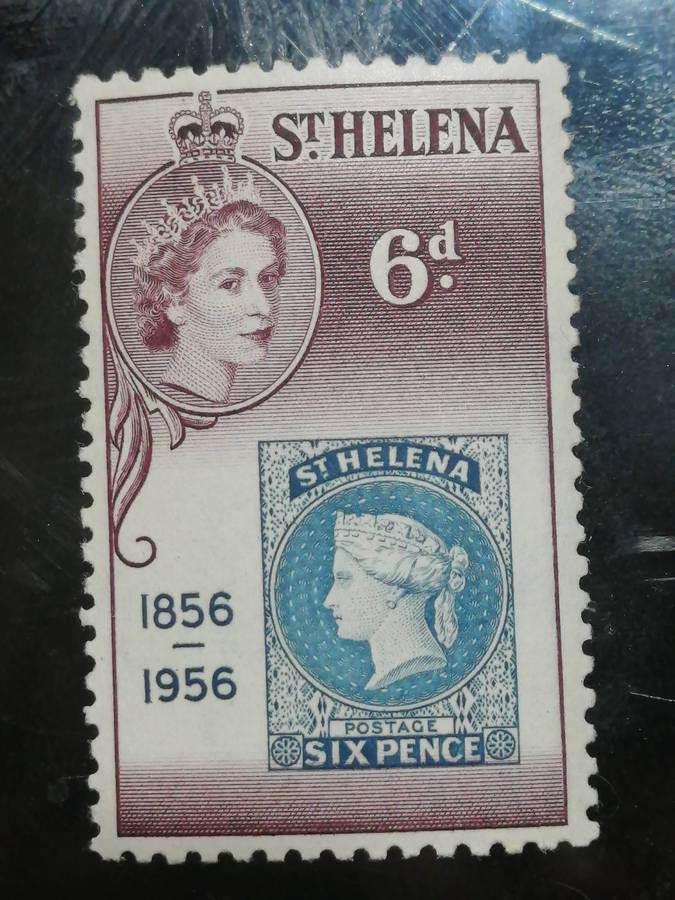 ST. HELENA
6d.
ST HELENA
1856
—
1956
POSTAGE
SIX PENCE